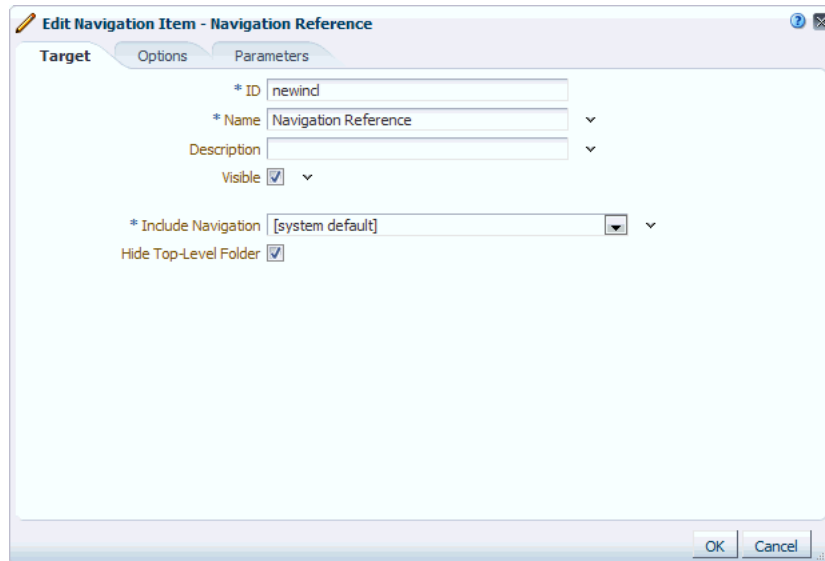 Edit Navigation Item - Navigation Reference
Target Options Parameters
* ID newincl
* Name Navigation Reference
Description
Visible
* Include Navigation [system default]
Hide Top-Level Folder
OK Cancel